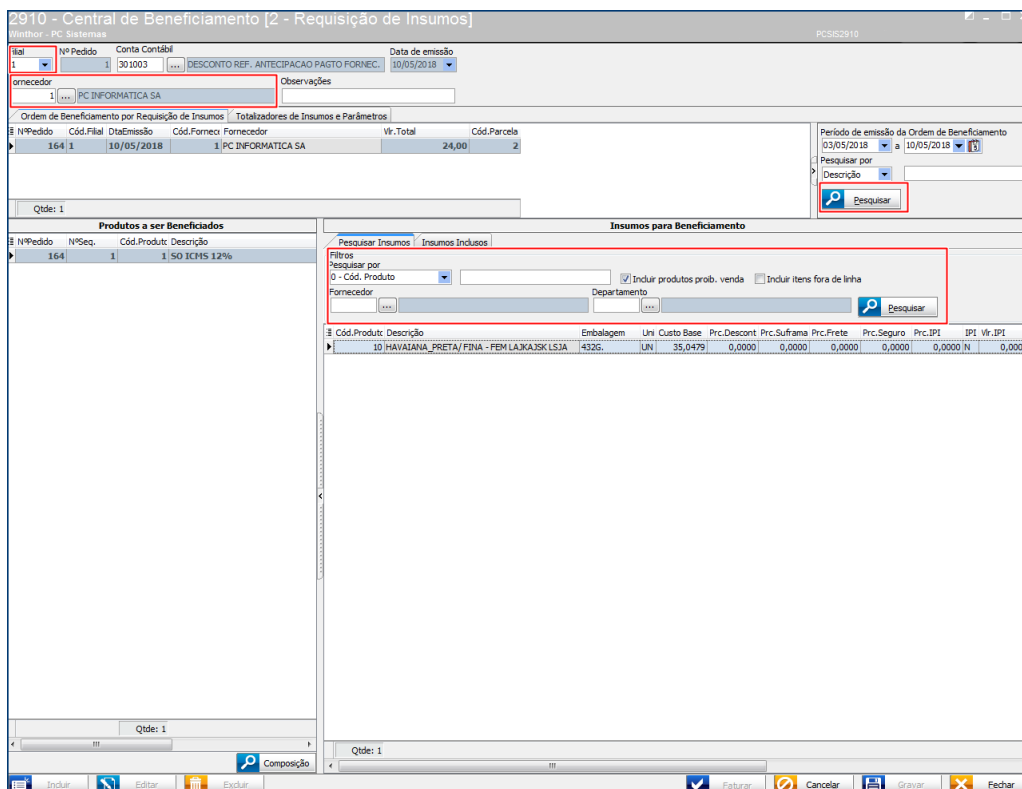 2910 - Central de Beneficiamento [2 - Requisição de Insumos]
Winthor - PC Sistemas PCSIS2910
Filial Nº Pedido Conta Contábil Data de emissão
1 1 301003 ... DESCONTO REF. ANTECIPACAO PAGTO FORNEC. 10/05/2018
ornecedor Observações
1 ... PC INFORMATICA SA
Ordem de Beneficiamento por Requisição de Insumos Totalizadores de Insumos e Parâmetros
NºPedido Cód.Filial DtaEmissão Cód.Fornece Fornecedor Vlr.Total Cód.Parcela
164 1 10/05/2018 1 PC INFORMATICA SA 24,00 2
Qtde: 1
Período de emissão da Ordem de Beneficiamento
03/05/2018 a 10/05/2018
Pesquisar por
Descrição
Pesquisar
Produtos a ser Beneficiados
NºPedido NºSeq. Cód.Produto Descrição
164 1 1 SO ICMS 12%
Qtde: 1
Composição
Insumos para Beneficiamento
Pesquisar Insumos Insumos Inclusos
Filtros
Pesquisar por
0 - Cód. Produto Incluir produtos proib. venda Incluir itens fora de linha
Fornecedor Departamento
... ... Pesquisar
Cód.Produto Descrição Embalagem Uni Custo Base Prc.Descont Prc.Suframa Prc.Frete Prc.Seguro Prc.IPI IPI Vlr.IPI
10 HAVAIANA_PRETA/ FINA - FEM LAJKAJSK LSJA 432G. UN 35,0479 0,0000 0,0000 0,0000 0,0000 0,0000 N 0,000
Qtde: 1
Incluir Editar Excluir Faturar Cancelar Gravar Fechar